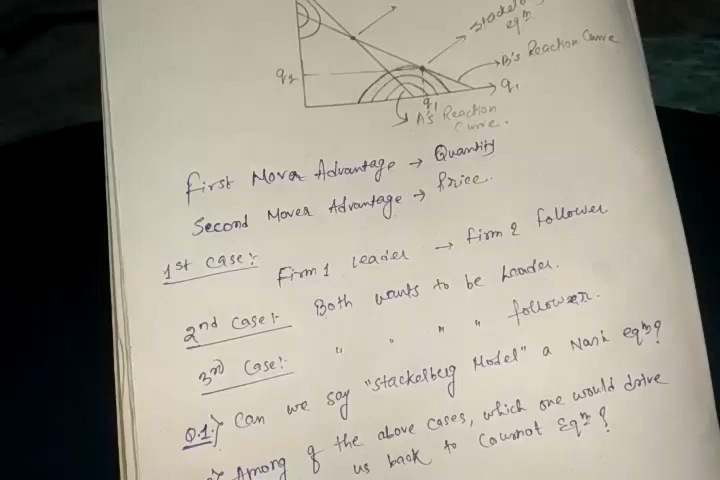 eqm
q2
B's Reaction Curve
q1
q1
A's Reaction
Curve.
First Mover Advantage → Quantity
Second Mover Advantage → Price.
1st case:- Firm 1 leader → firm 2 follower
2nd case:- Both wants to be leader.
3rd case:- " " " " follower.
Q.1) Can we say "Stackelberg Model" a Nash eqm?
Among of the above cases, which one would drive
us back to Cournot Eqm?